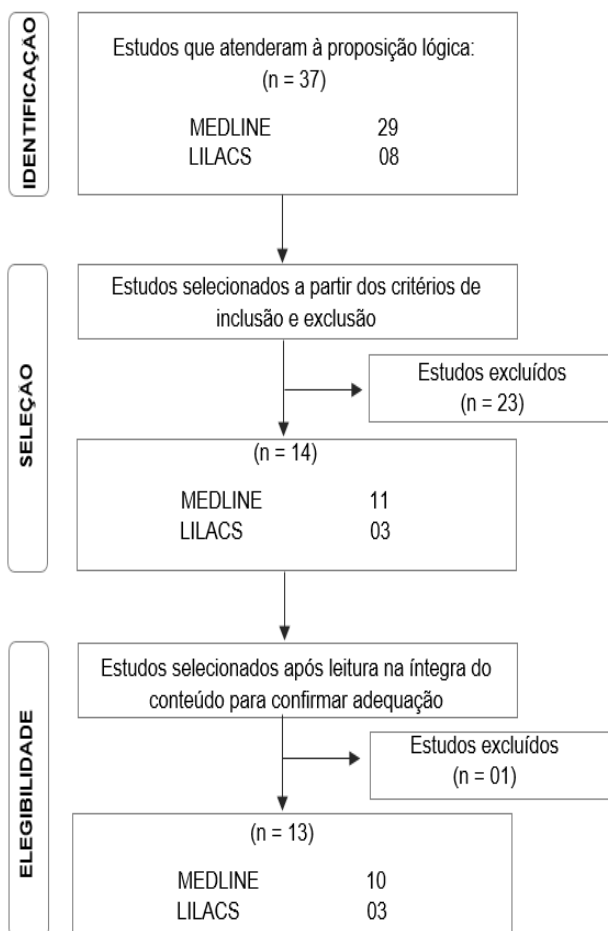 IDENTIFICAÇÃO
Estudos que atenderam à proposição lógica:
(n = 37)
MEDLINE 29
LILACS 08
SELEÇÃO
Estudos selecionados a partir dos critérios de
inclusão e exclusão
Estudos excluídos
(n = 23)
(n = 14)
MEDLINE 11
LILACS 03
ELEGIBILIDADE
Estudos selecionados após leitura na íntegra do
conteúdo para confirmar adequação
Estudos excluídos
(n = 01)
(n = 13)
MEDLINE 10
LILACS 03